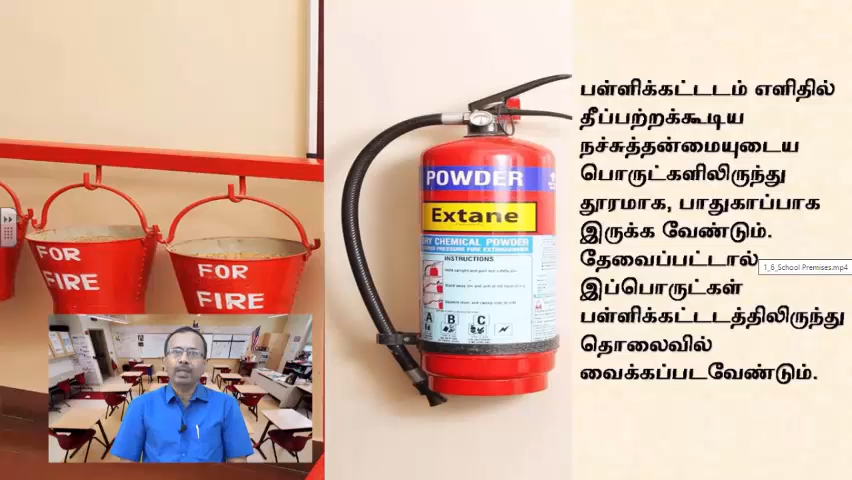 பள்ளிக்கட்டடம் எளிதில்
தீப்பற்றக்கூடிய
நச்சுத்தன்மையுடைய
பொருட்களிலிருந்து
தூரமாக, பாதுகாப்பாக
இருக்க வேண்டும்.
தேவைப்பட்டால்
இப்பொருட்கள்
பள்ளிக்கட்டடத்திலிருந்து
தொலைவில்
வைக்கப்படவேண்டும்.
1_6_School Premises.mp4
POWDER
Extane
DRY CHEMICAL POWDER
INSTRUCTIONS
A B C
FOR
FIRE
FOR
FIRE